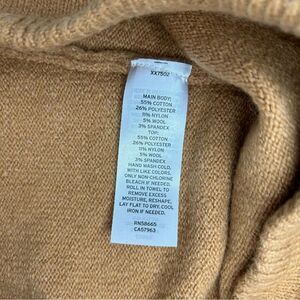 XX7502
MAIN BODY:
55% COTTON
26% POLYESTER
11% NYLON
5% WOOL
3% SPANDEX
TOP:
55% COTTON
26% POLYESTER
11% NYLON
5% WOOL
3% SPANDEX
HAND WASH COLD,
WITH LIKE COLORS.
ONLY NON-CHLORINE
BLEACH IF NEEDED.
ROLL IN TOWEL TO
REMOVE EXCESS
MOISTURE, RESHAPE,
LAY FLAT TO DRY. COOL
IRON IF NEEDED.
RN58665
CA57963